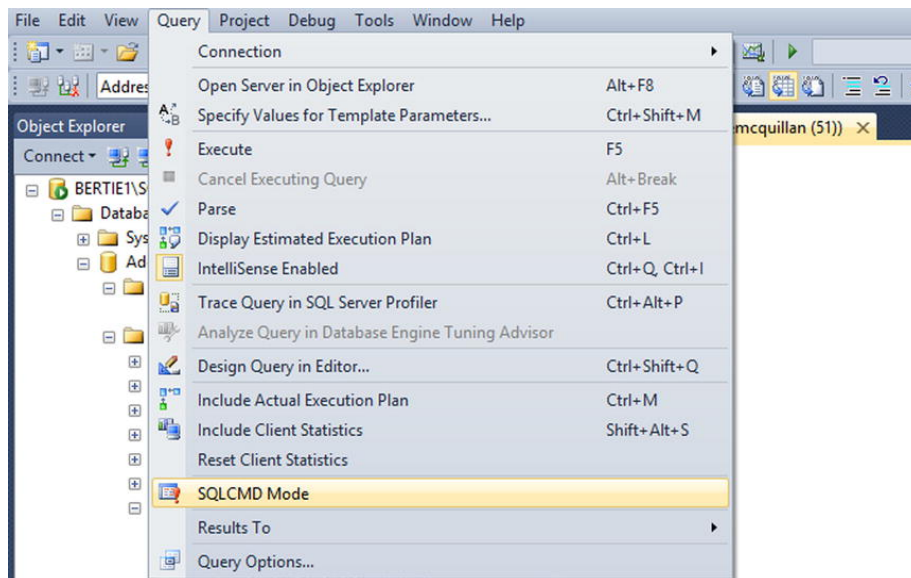 File Edit View Query Project Debug Tools Window Help
Connection
Open Server in Object Explorer Alt+F8
Specify Values for Template Parameters... Ctrl+Shift+M
Execute F5
Cancel Executing Query Alt+Break
Parse Ctrl+F5
Display Estimated Execution Plan Ctrl+L
IntelliSense Enabled Ctrl+Q, Ctrl+I
Trace Query in SQL Server Profiler Ctrl+Alt+P
Analyze Query in Database Engine Tuning Advisor
Design Query in Editor... Ctrl+Shift+Q
Include Actual Execution Plan Ctrl+M
Include Client Statistics Shift+Alt+S
Reset Client Statistics
SQLCMD Mode
Results To
Query Options...
Addres
Object Explorer
Connect
BERTIE1\S
Databa
Sys
Ad
mcquillan (51))